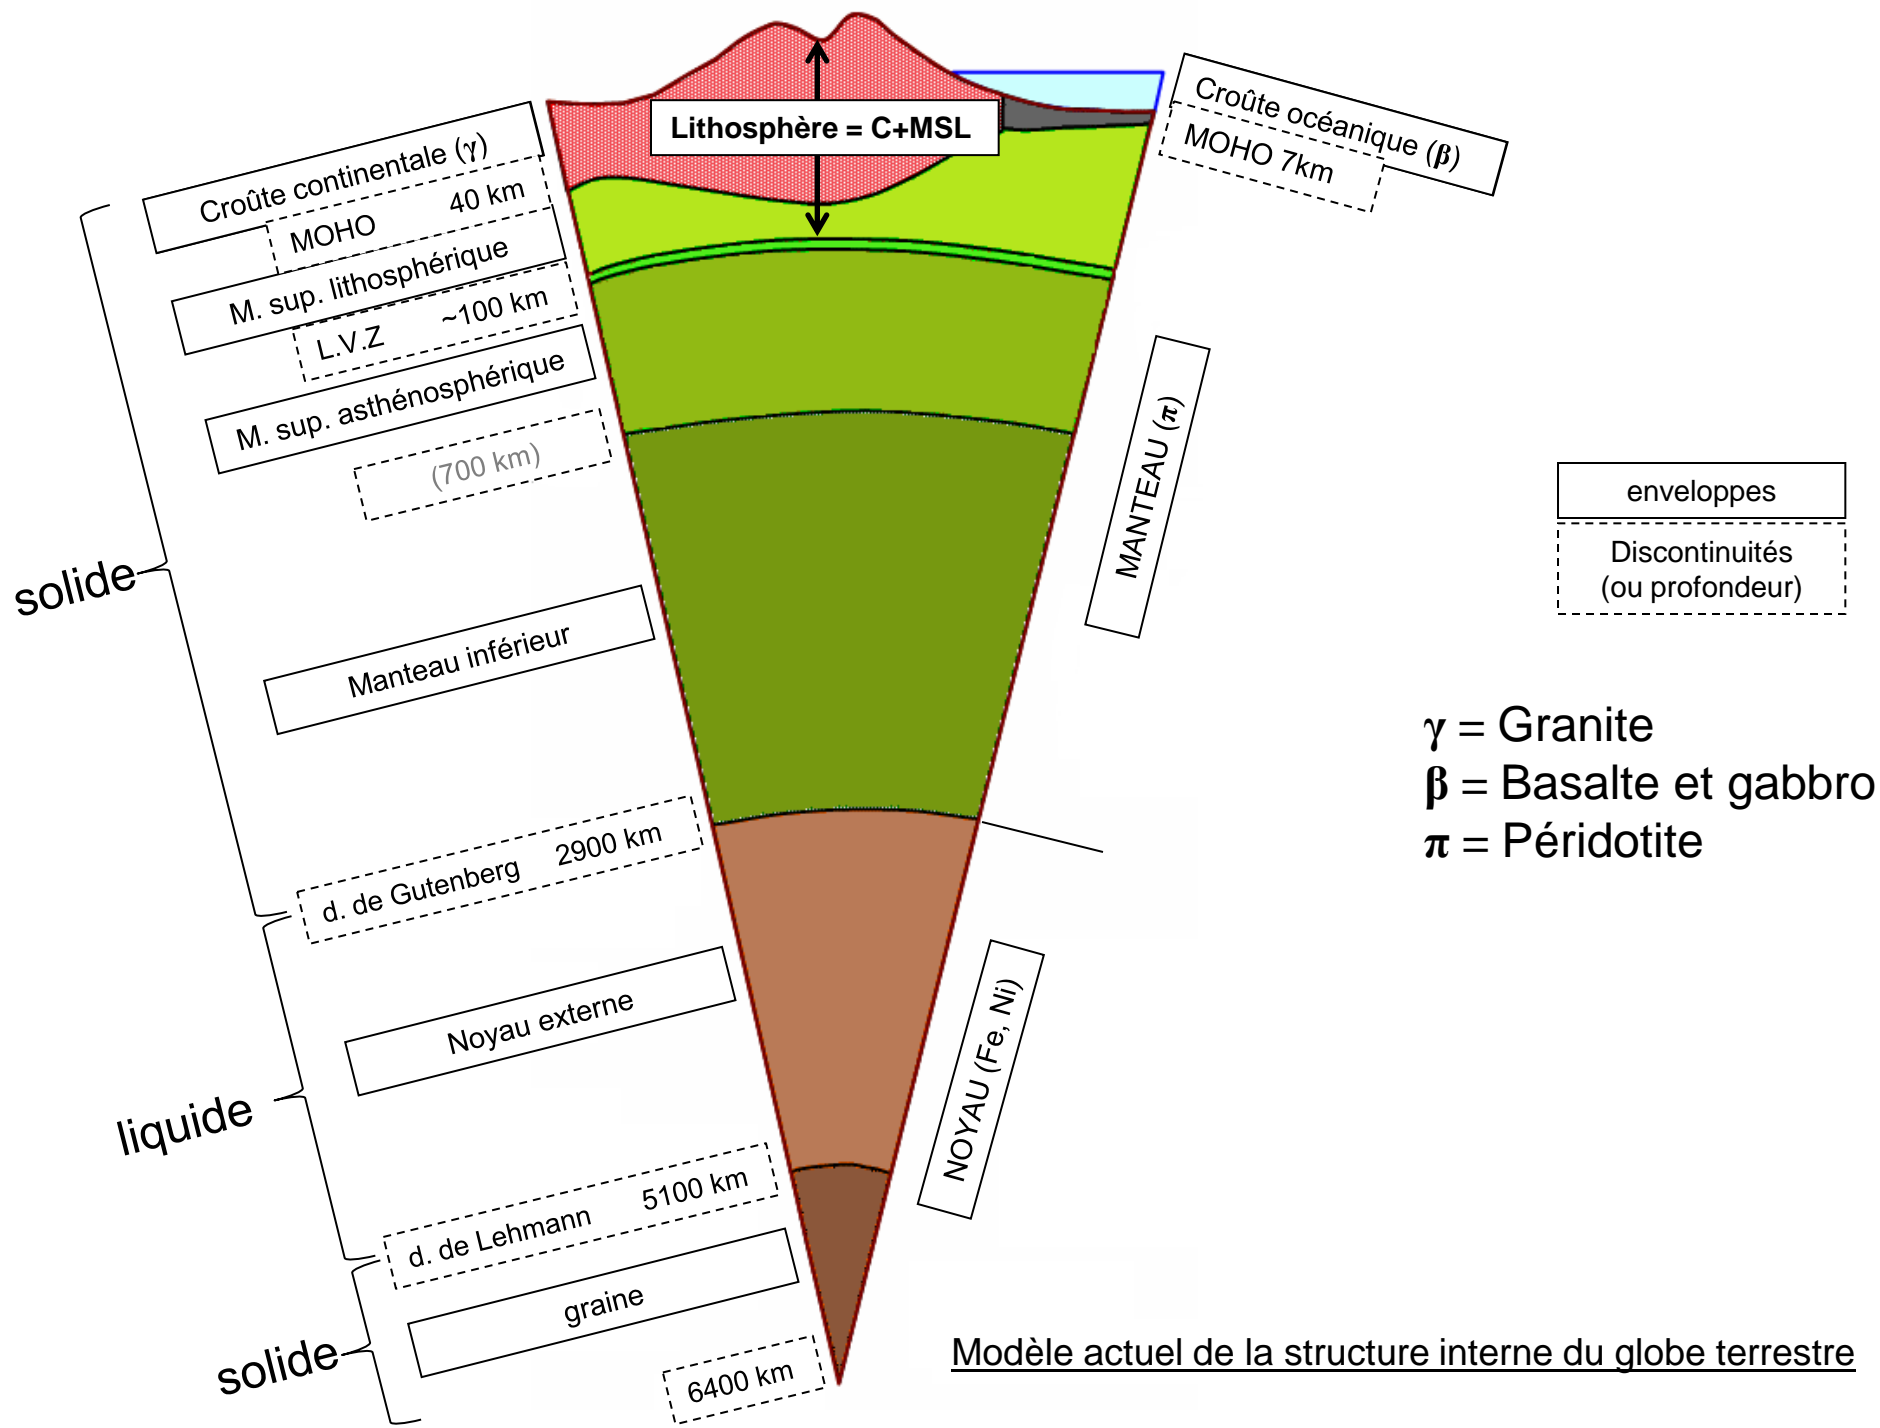 Lithosphère = C+MSL
Croûte continentale (γ)
MOHO 40 km
M. sup. lithosphérique
L.V.Z ~100 km
M. sup. asthénosphérique
(700 km)
solide
Manteau inférieur
d. de Gutenberg 2900 km
Noyau externe
liquide
d. de Lehmann 5100 km
graine
solide
6400 km
Croûte océanique (β)
MOHO 7km
MANTEAU (π)
NOYAU (Fe, Ni)
enveloppes
Discontinuités
(ou profondeur)
γ = Granite
β = Basalte et gabbro
π = Péridotite
Modèle actuel de la structure interne du globe terrestre